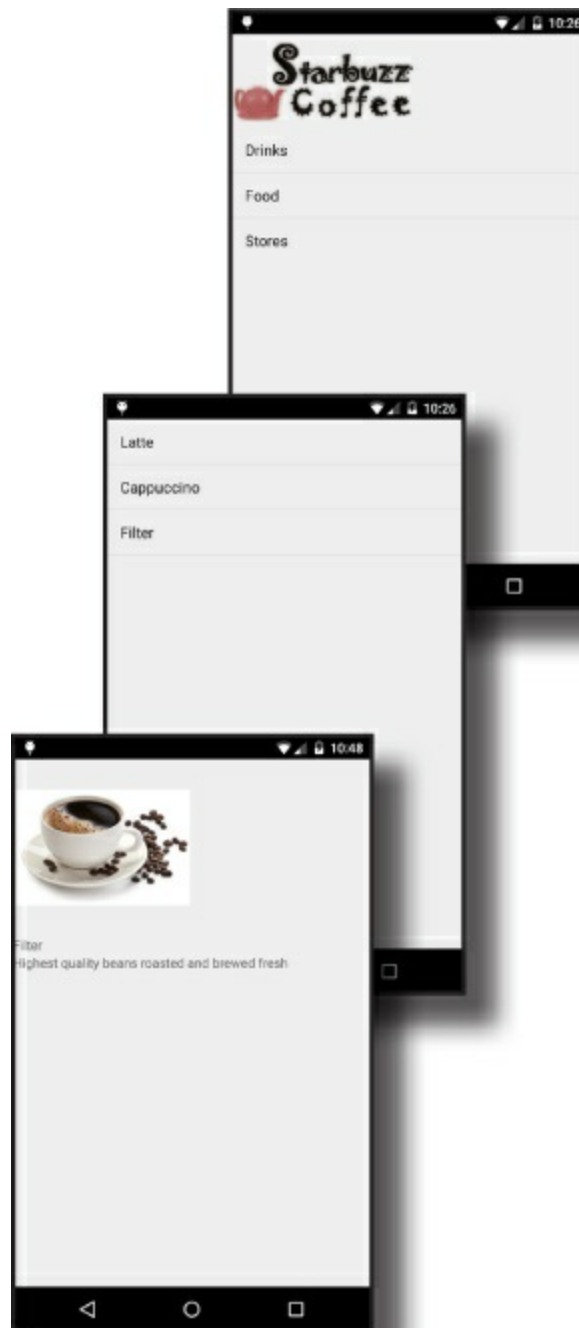 10:26
Starbuzz
Coffee
Drinks
Food
Stores
10:26
Latte
Cappuccino
Filter
10:48
Filter
Highest quality beans roasted and brewed fresh